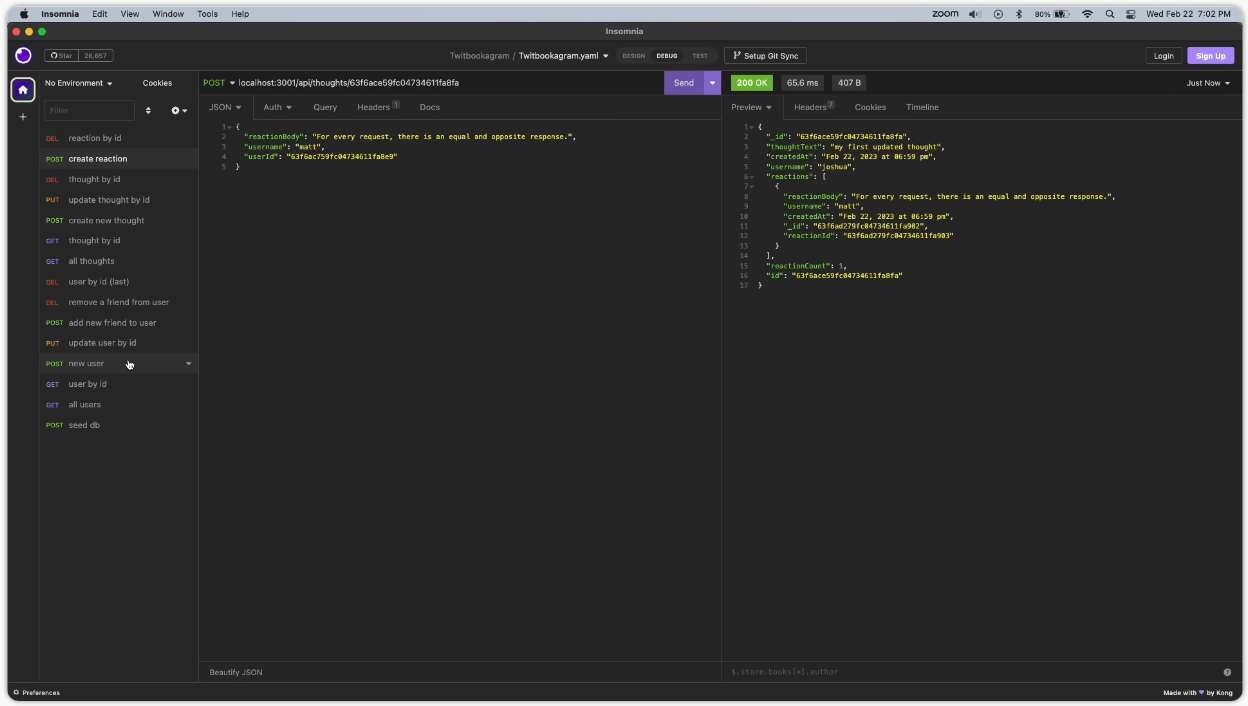 Insomnia Edit View Window Tools Help zoom 80% Wed Feb 22 7:02 PM
Insomnia
Star 26,657 Twitbookagram / Twitbookagram.yaml DESIGN DEBUG TEST Setup Git Sync Login Sign Up
No Environment Cookies
Filter
DEL reaction by id
POST create reaction
DEL thought by id
PUT update thought by id
POST create new thought
GET thought by id
GET all thoughts
DEL user by id (last)
DEL remove a friend from user
POST add new friend to user
PUT update user by id
POST new user
GET user by id
GET all users
POST seed db
POST localhost:3001/api/thoughts/63f6ace59fc04734611fa8fa Send
JSON Auth Query Headers 1 Docs
1 {
2 "reactionBody": "For every request, there is an equal and opposite response.",
3 "username": "matt",
4 "userId": "63f6ac759fc04734611fa8e9"
5 }
Beautify JSON
200 OK 65.6 ms 407 B Just Now
Preview Headers 7 Cookies Timeline
1 {
2 "_id": "63f6ace59fc04734611fa8fa",
3 "thoughtText": "my first updated thought",
4 "createdAt": "Feb 22, 2023 at 06:59 pm",
5 "username": "joshua",
6 "reactions": [
7 {
8 "reactionBody": "For every request, there is an equal and opposite response.",
9 "username": "matt",
10 "createdAt": "Feb 22, 2023 at 06:59 pm",
11 "_id": "63f6ad279fc04734611fa902",
12 "reactionId": "63f6ad279fc04734611fa903"
13 }
14 ],
15 "reactionCount": 1,
16 "id": "63f6ace59fc04734611fa8fa"
17 }
$.store.books[*].author
Preferences Made with by Kong